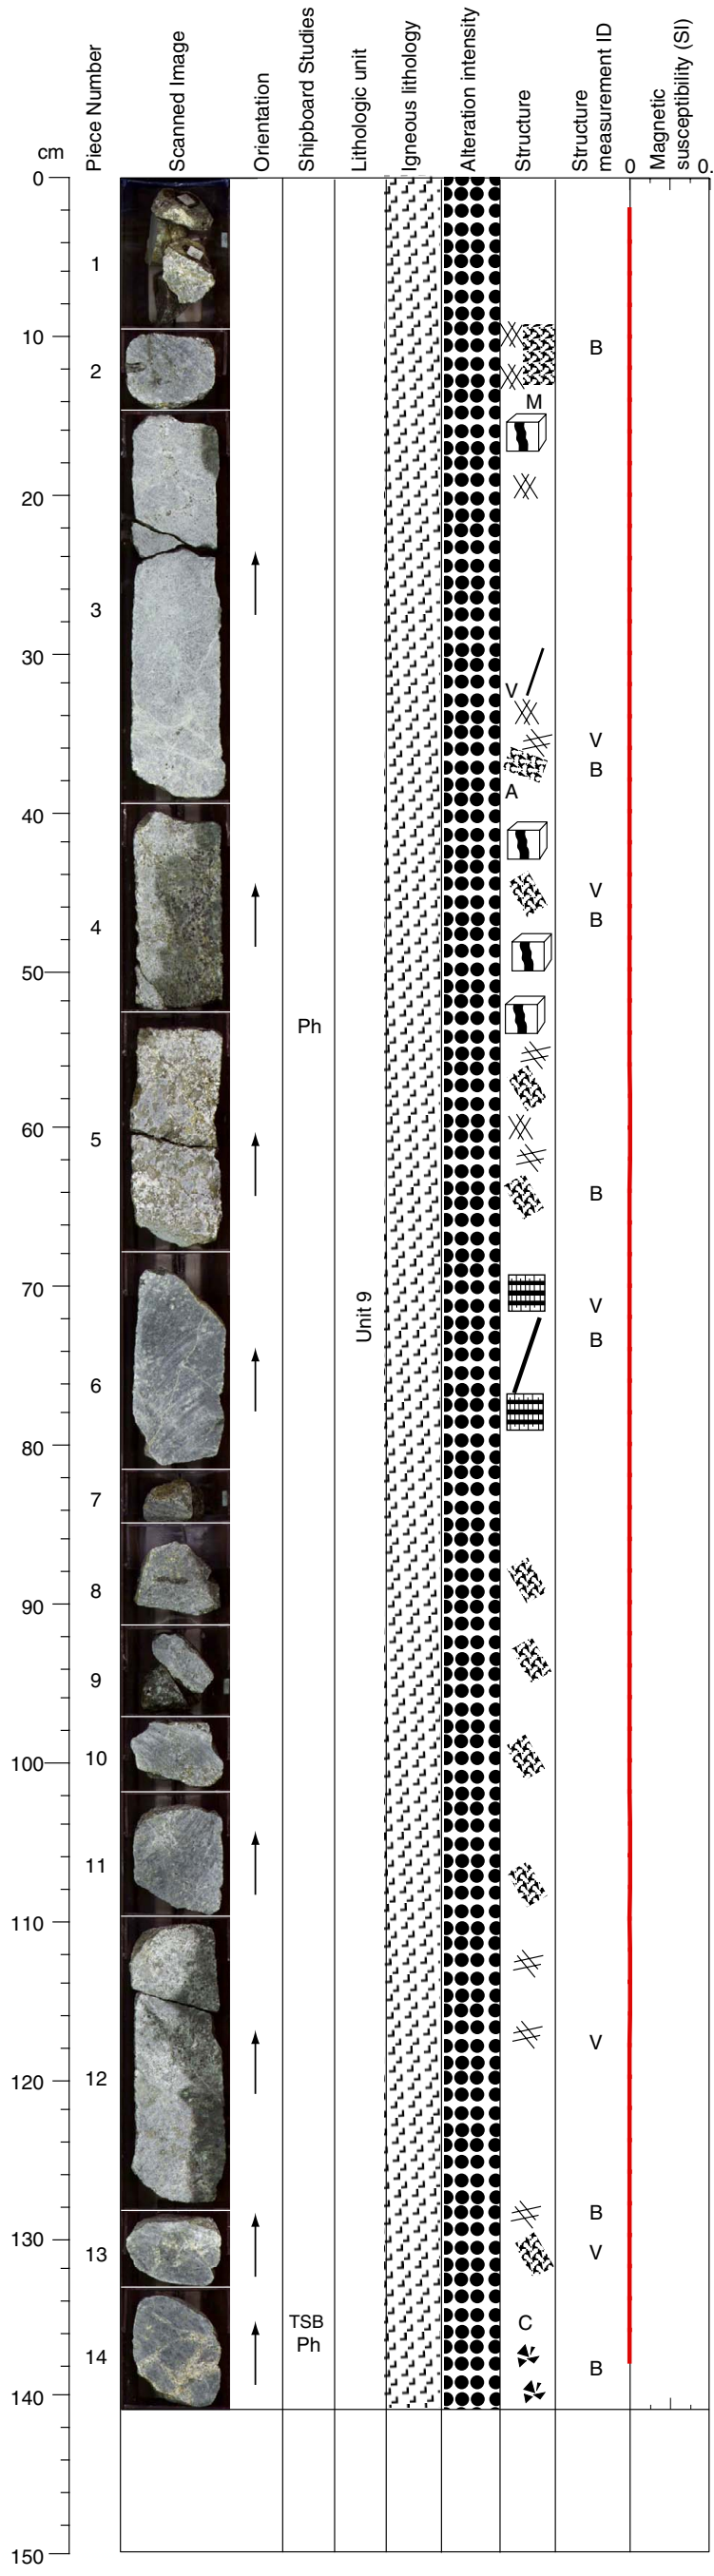 cm
Piece Number
Scanned Image
Orientation
Shipboard Studies
Lithologic unit
Igneous lithology
Alteration intensity
Structure
Structure
measurement ID
Magnetic
susceptibility (SI)
0 0.
0
1
10
B
2
M
20
3
30
V
V
B
A
40
V
4
B
50
Ph
60
5
B
70
V
Unit 9
B
6
80
7
8
90
9
100
10
11
110
V
120
12
B
130
13
V
TSB
C
Ph
14
B
140
150